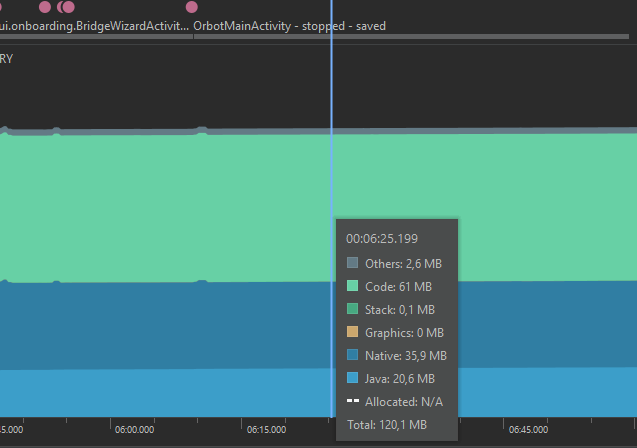 ui.onboarding.BridgeWizardActivit... OrbotMainActivity - stopped - saved
RY
00:06:25.199
Others: 2,6 MB
Code: 61 MB
Stack: 0,1 MB
Graphics: 0 MB
Native: 35,9 MB
Java: 20,6 MB
Allocated: N/A
Total: 120,1 MB
45.000 06:00.000 06:15.000 06:45.000